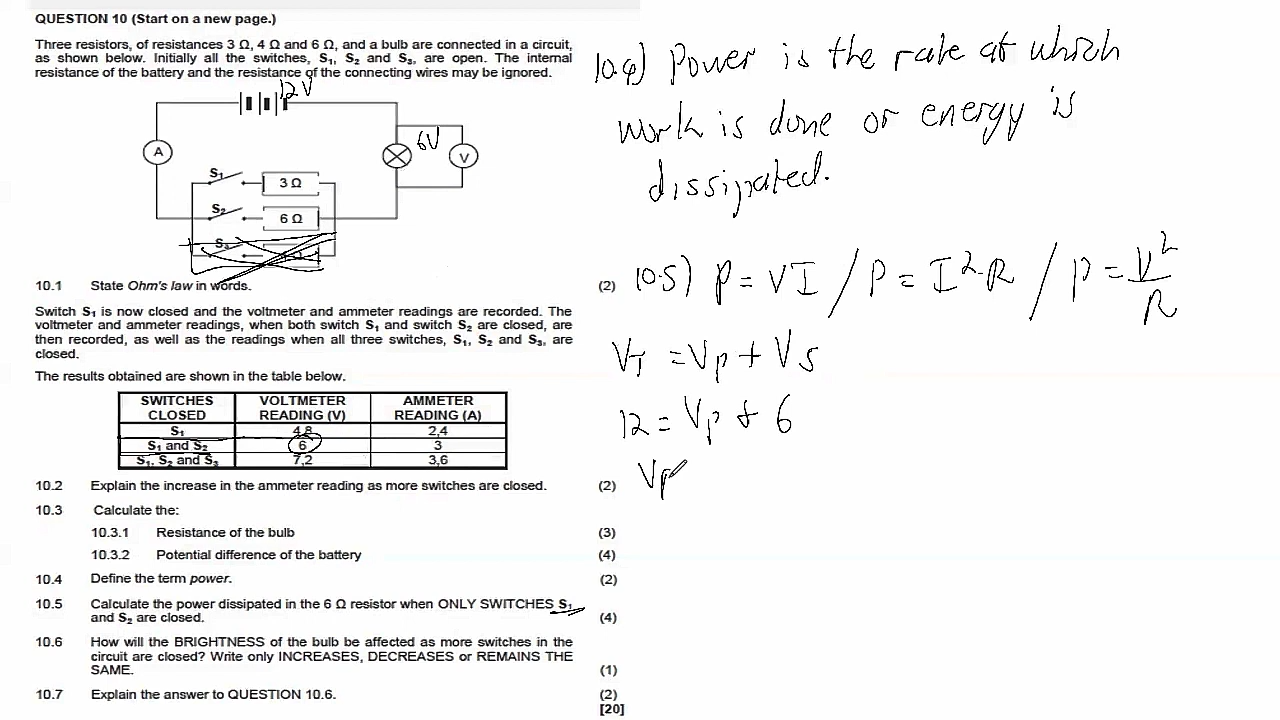 QUESTION 10 (Start on a new page.)
Three resistors, of resistances 3 Ω, 4 Ω and 6 Ω, and a bulb are connected in a circuit,
as shown below. Initially all the switches, S₁, S₂ and S₃, are open. The internal
resistance of the battery and the resistance of the connecting wires may be ignored.
12V
A
6V
V
S₁
3 Ω
S₂
6 Ω
S₃
10.1 State Ohm's law in words. (2)
Switch S₁ is now closed and the voltmeter and ammeter readings are recorded. The
voltmeter and ammeter readings, when both switch S₁ and switch S₂ are closed, are
then recorded, as well as the readings when all three switches, S₁, S₂ and S₃, are
closed.
The results obtained are shown in the table below.
SWITCHES CLOSED VOLTMETER READING (V) AMMETER READING (A)
S₁ 4,8 2,4
S₁ and S₂ 6 3
S₁, S₂ and S₃ 7,2 3,6
10.2 Explain the increase in the ammeter reading as more switches are closed. (2)
10.3 Calculate the:
10.3.1 Resistance of the bulb (3)
10.3.2 Potential difference of the battery (4)
10.4 Define the term power. (2)
10.5 Calculate the power dissipated in the 6 Ω resistor when ONLY SWITCHES S₁
and S₂ are closed. (4)
10.6 How will the BRIGHTNESS of the bulb be affected as more switches in the
circuit are closed? Write only INCREASES, DECREASES or REMAINS THE
SAME. (1)
10.7 Explain the answer to QUESTION 10.6. (2)
[20]
10.4) Power is the rate at which
work is done or energy is
dissipated.
10.5) P = VI / P = I²·R / P = V²/R
VT = Vp + Vs
12 = Vp + 6
Vp